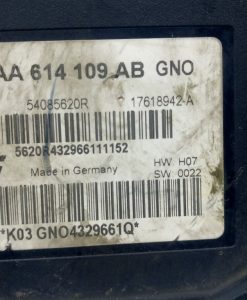 AA 614 109 AB GNO
54085620R 17618942-A
5620R432966111152
HW H07
Made in Germany SW 0022
*K03 GNO4329661Q*